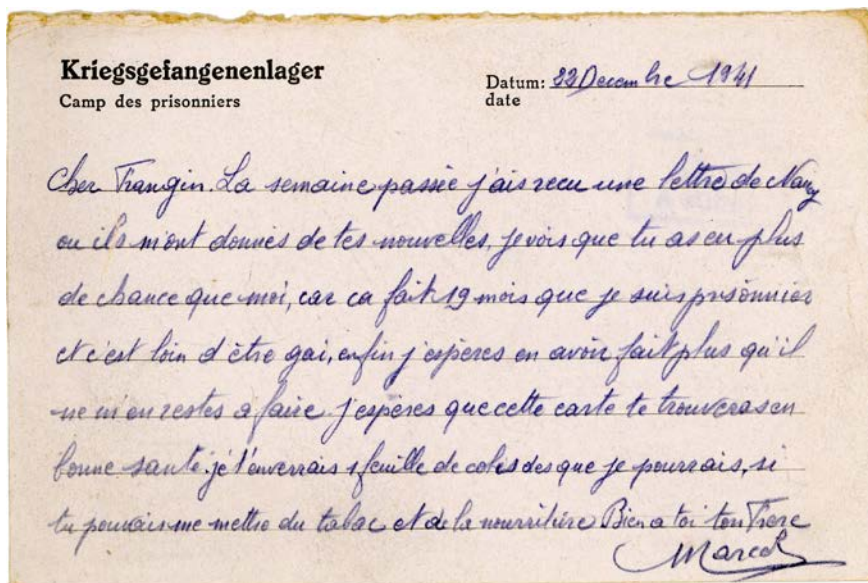 Kriegsgefangenenlager
Camp des prisonniers
Datum: 22 Decembre 1941
date
Cher Frangin. La semaine passée j'ais recu une lettre de Nancy
ou ils m'ont donnés de tes nouvelles, je vois que tu as eu plus
de chance que moi, car ca fait 19 mois que je suis prisonnier
et c'est loin d'être gai, enfin j'espères en avoir fait plus qu'il
ne m'en restes a faire. j'espères que cette carte te trouveras en
bonne santé. je t'enverrais 1 feuille de colis des que je pourrais, si
tu pouvais me mettre du tabac et de la nourriture Bien a toi ton Frere
Marcel